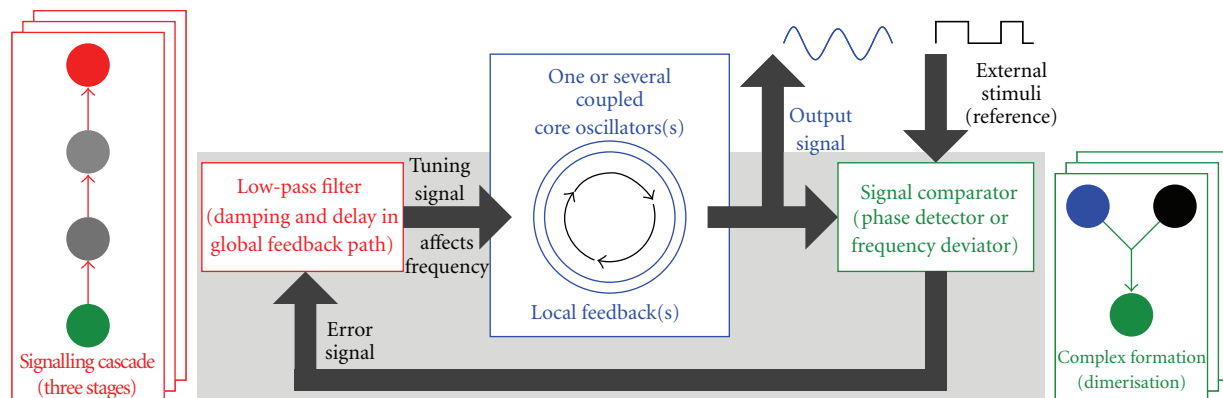 Signalling cascade
(three stages)
Low-pass filter
(damping and delay in
global feedback path)
Tuning
signal
affects
frequency
Error
signal
One or several
coupled
core oscillators(s)
Local feedback(s)
Output
signal
External
stimuli
(reference)
Signal comparator
(phase detector or
frequency deviator)
Complex formation
(dimerisation)